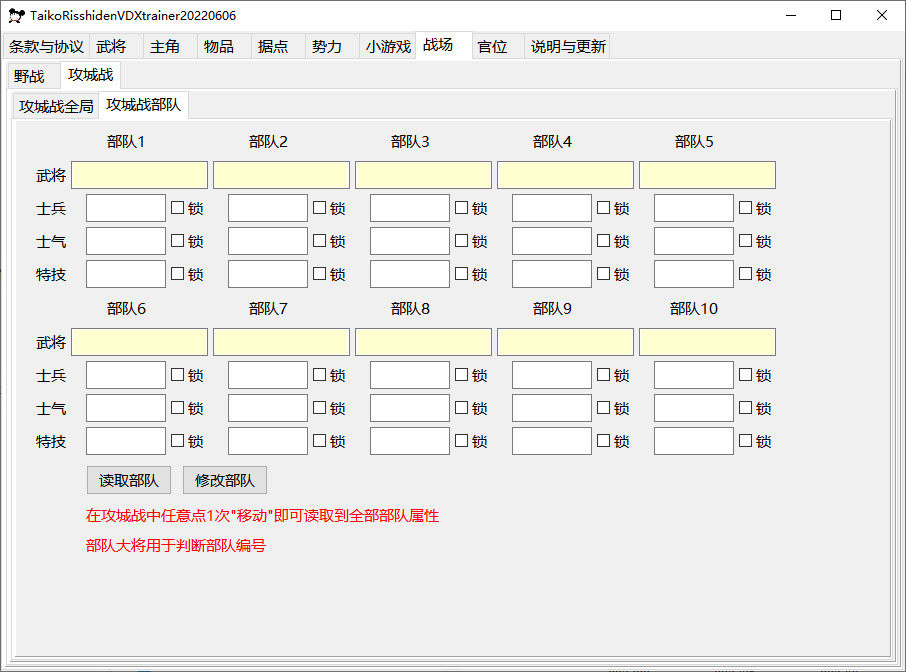 TaikoRisshidenVDXtrainer20220606
条款与协议 武将 主角 物品 据点 势力 小游戏 战场 官位 说明与更新
野战 攻城战
攻城战全局 攻城战部队
部队1 部队2 部队3 部队4 部队5
武将
士兵 锁 锁 锁 锁 锁
士气 锁 锁 锁 锁 锁
特技 锁 锁 锁 锁 锁
部队6 部队7 部队8 部队9 部队10
武将
士兵 锁 锁 锁 锁 锁
士气 锁 锁 锁 锁 锁
特技 锁 锁 锁 锁 锁
读取部队 修改部队
在攻城战中任意点1次"移动"即可读取到全部部队属性
部队大将用于判断部队编号